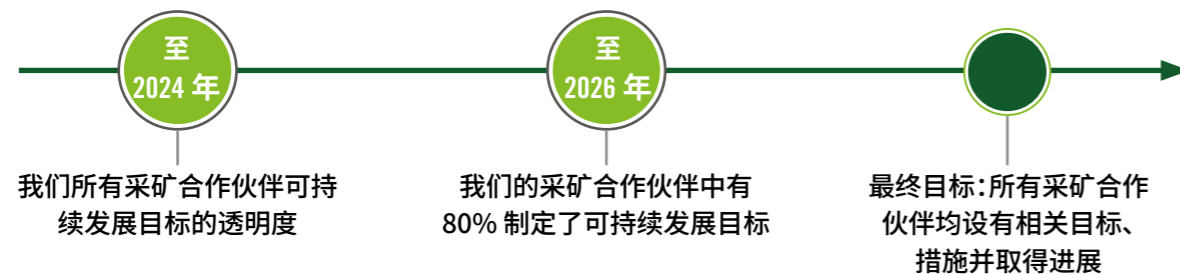 至
2024 年
我们所有采矿合作伙伴可持
续发展目标的透明度
至
2026 年
我们的采矿合作伙伴中有
80% 制定了可持续发展目标
最终目标：所有采矿合作
伙伴均设有相关目标、
措施并取得进展